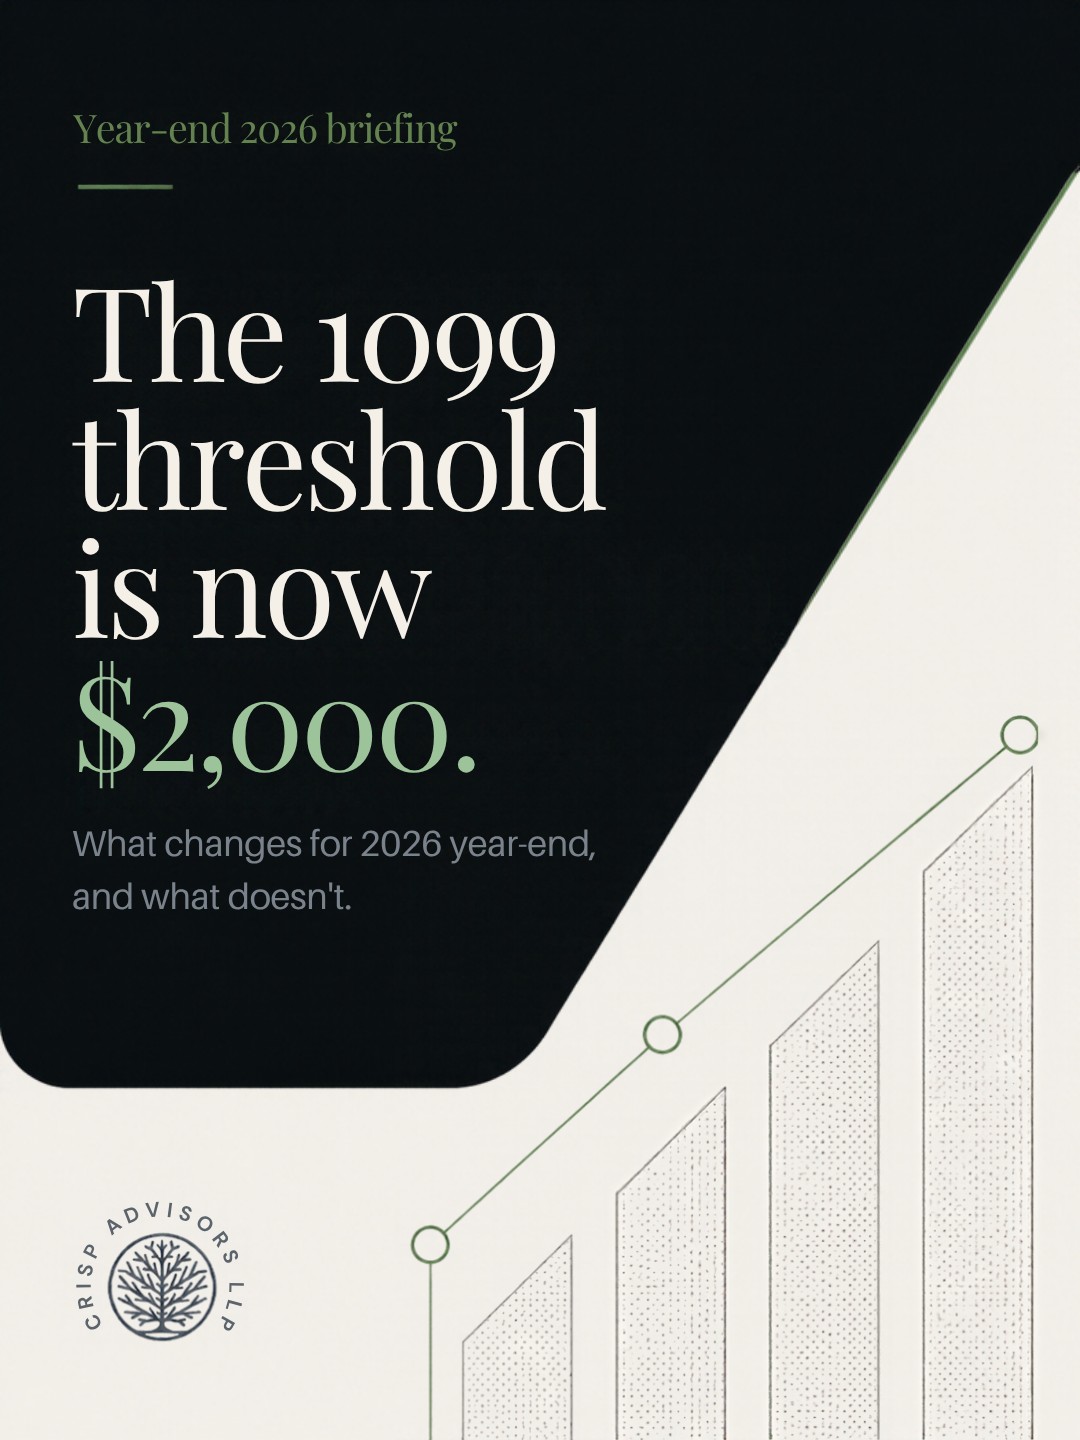 Year-end 2026 briefing
The 1099
threshold
is now
$2,000.
What changes for 2026 year-end,
and what doesn't.
CRISP ADVISORS LLP